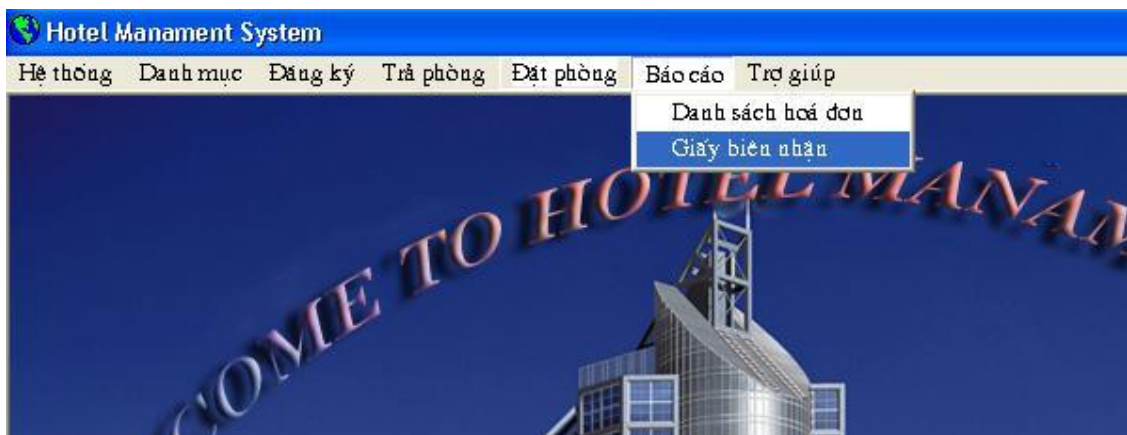 Hotel Manament System
Hệ thống Danh mục Đăng ký Trả phòng Đặt phòng Báo cáo Trợ giúp
Danh sách hoá đơn
Giấy biên nhận
COME TO HOTEL MANAM